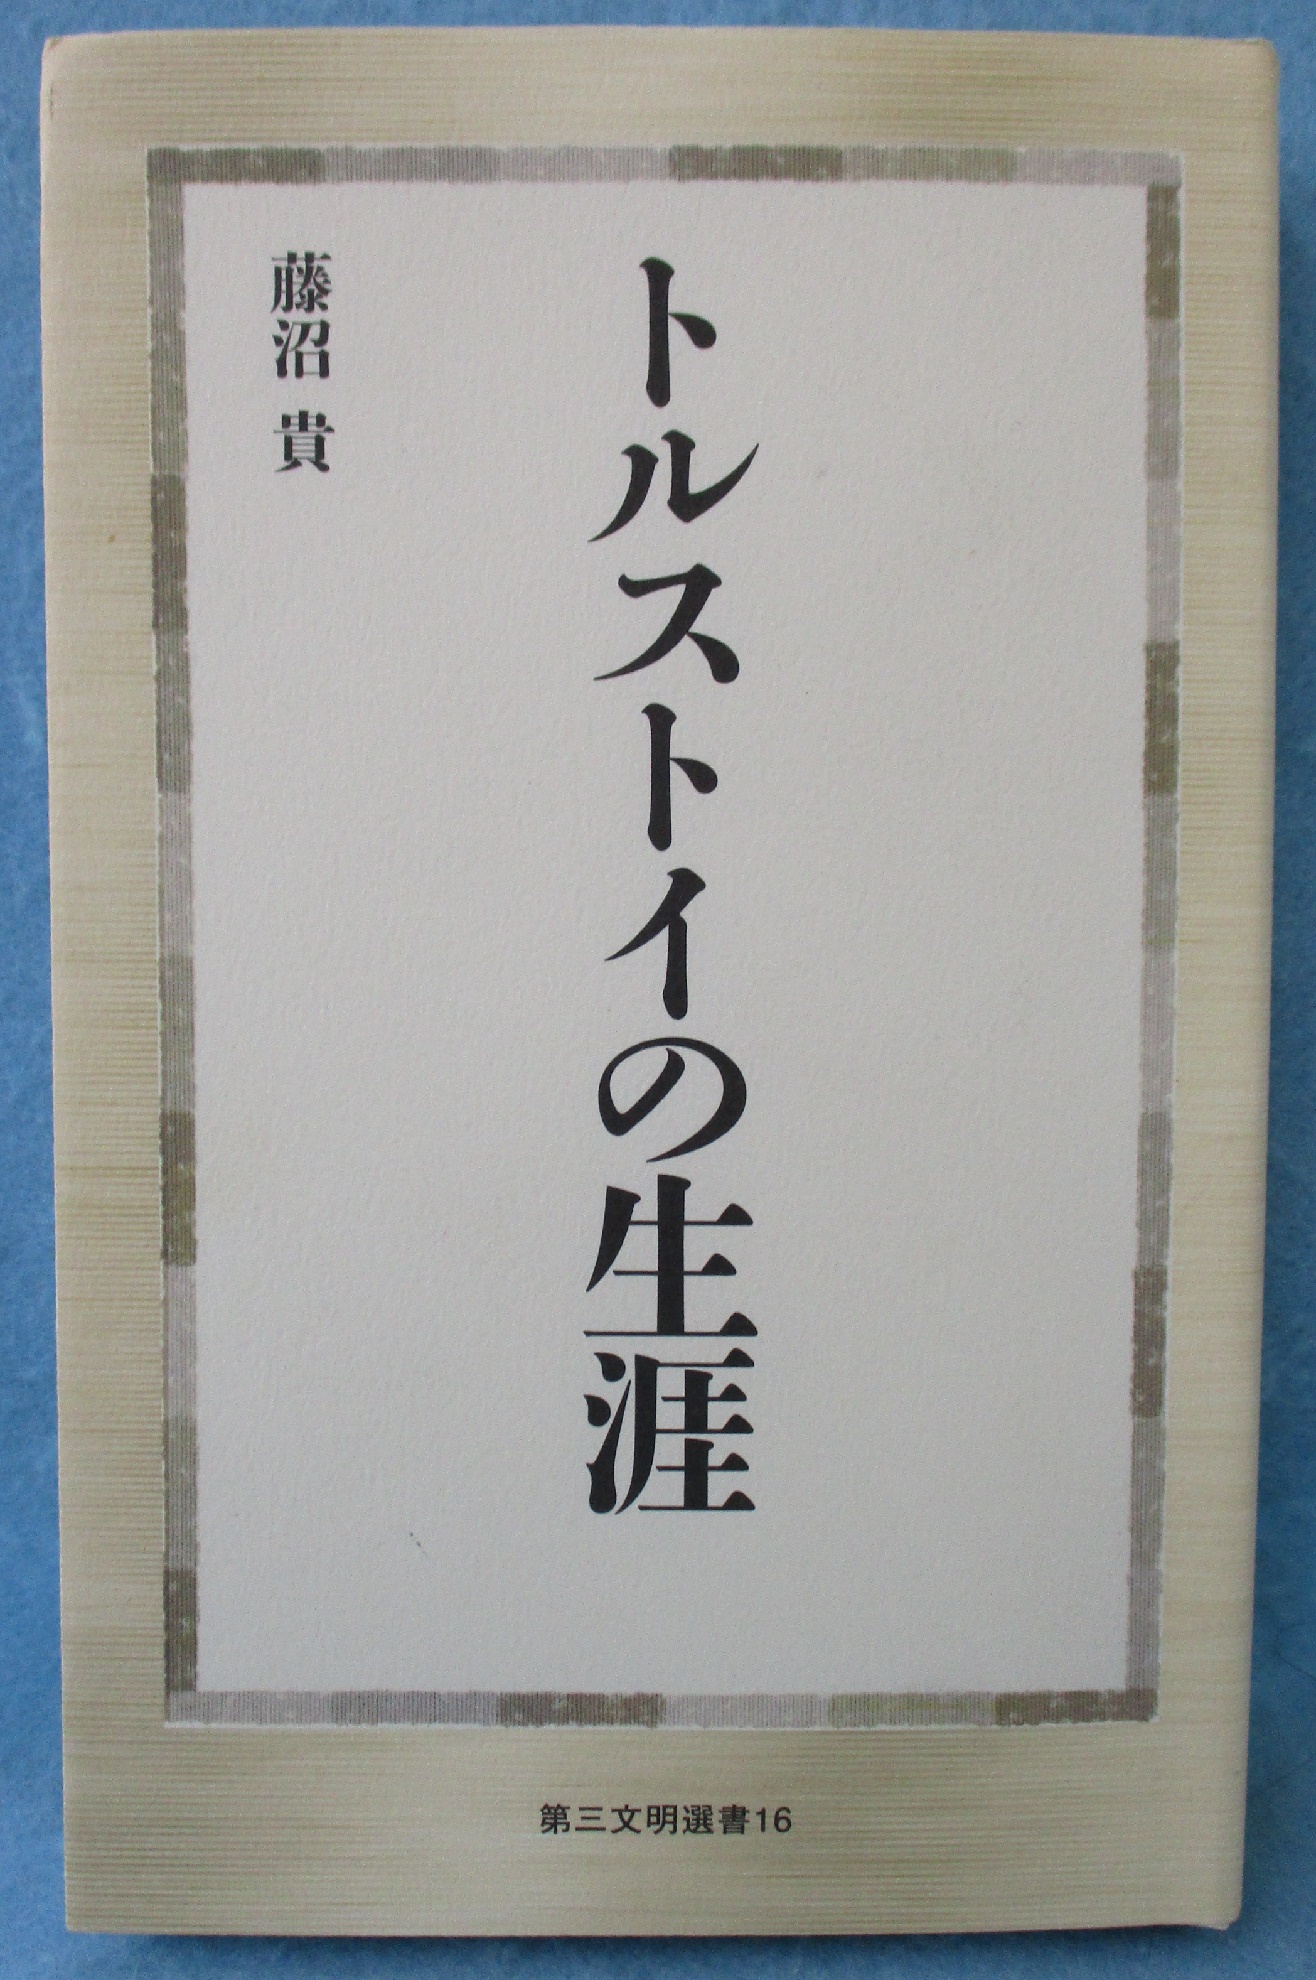 トルストイの生涯
藤沼 貴
第三文明選書16